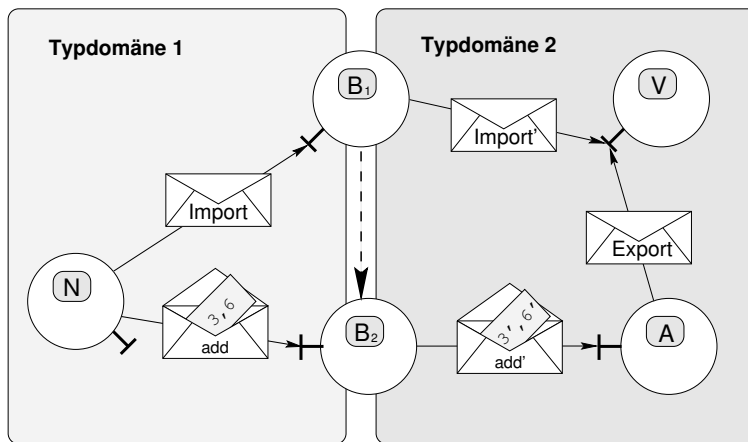 Typdomäne 1
Typdomäne 2
B₁
V
Import'
Import
Export
N
3,6
add
B₂
3',6'
add'
A